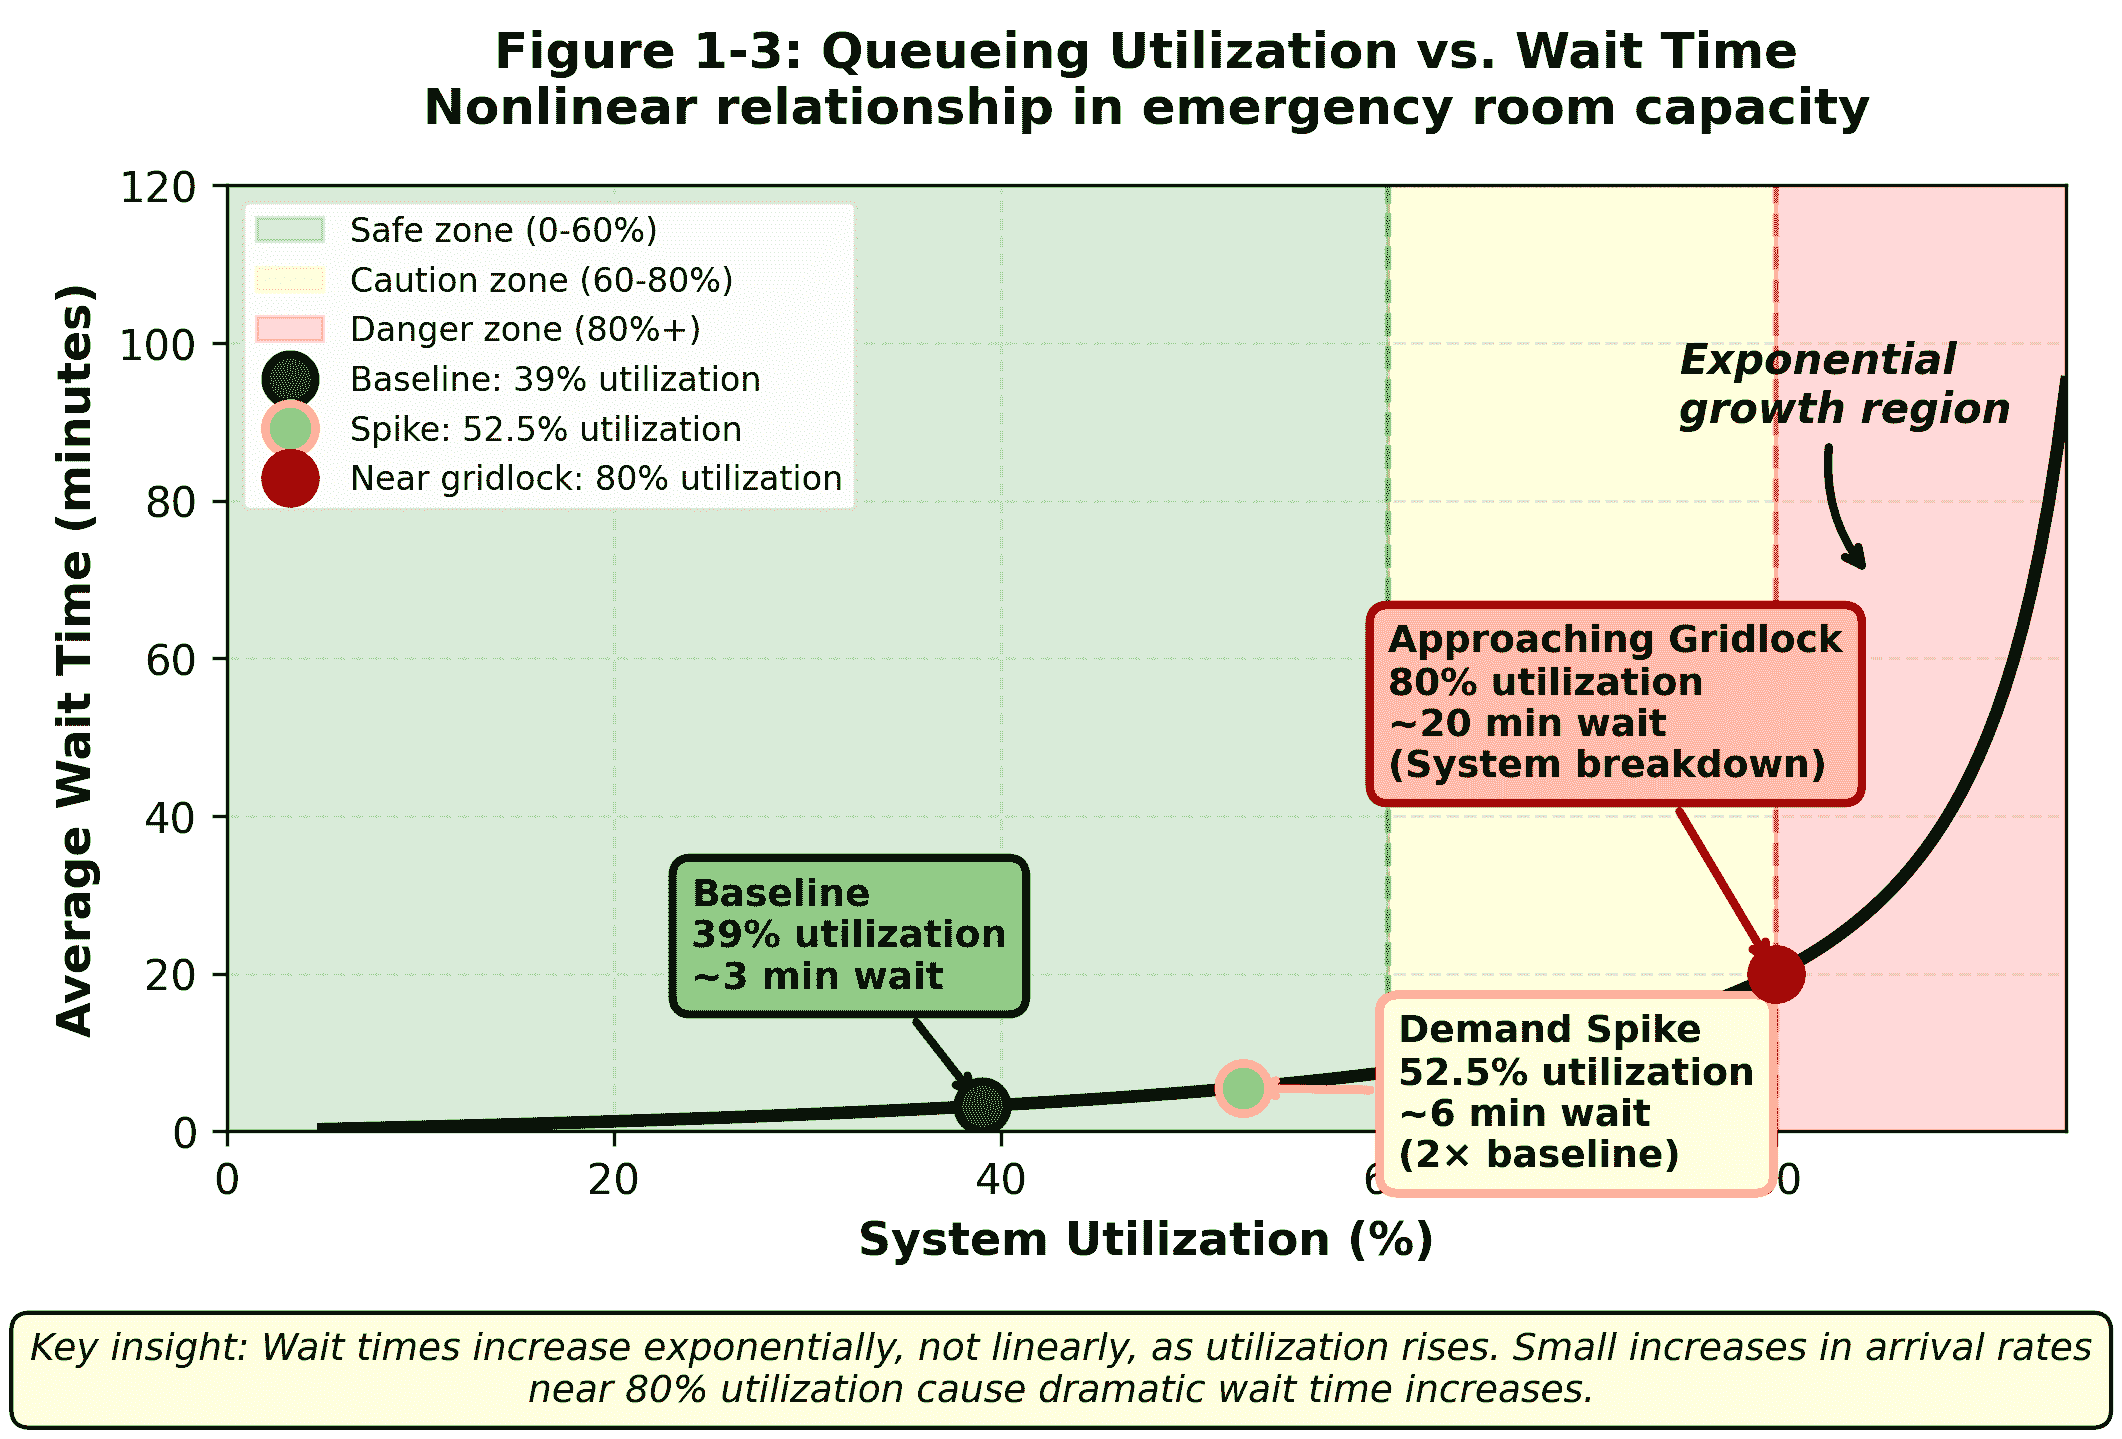 Figure 1-3: Queueing Utilization vs. Wait Time
Nonlinear relationship in emergency room capacity
Average Wait Time (minutes)
120
100
80
60
40
20
0
Safe zone (0-60%)
Caution zone (60-80%)
Danger zone (80%+)
Baseline: 39% utilization
Spike: 52.5% utilization
Near gridlock: 80% utilization
Exponential
growth region
Approaching Gridlock
80% utilization
~20 min wait
(System breakdown)
Baseline
39% utilization
~3 min wait
Demand Spike
52.5% utilization
~6 min wait
(2× baseline)
0
20
40
System Utilization (%)
Key insight: Wait times increase exponentially, not linearly, as utilization rises. Small increases in arrival rates
near 80% utilization cause dramatic wait time increases.